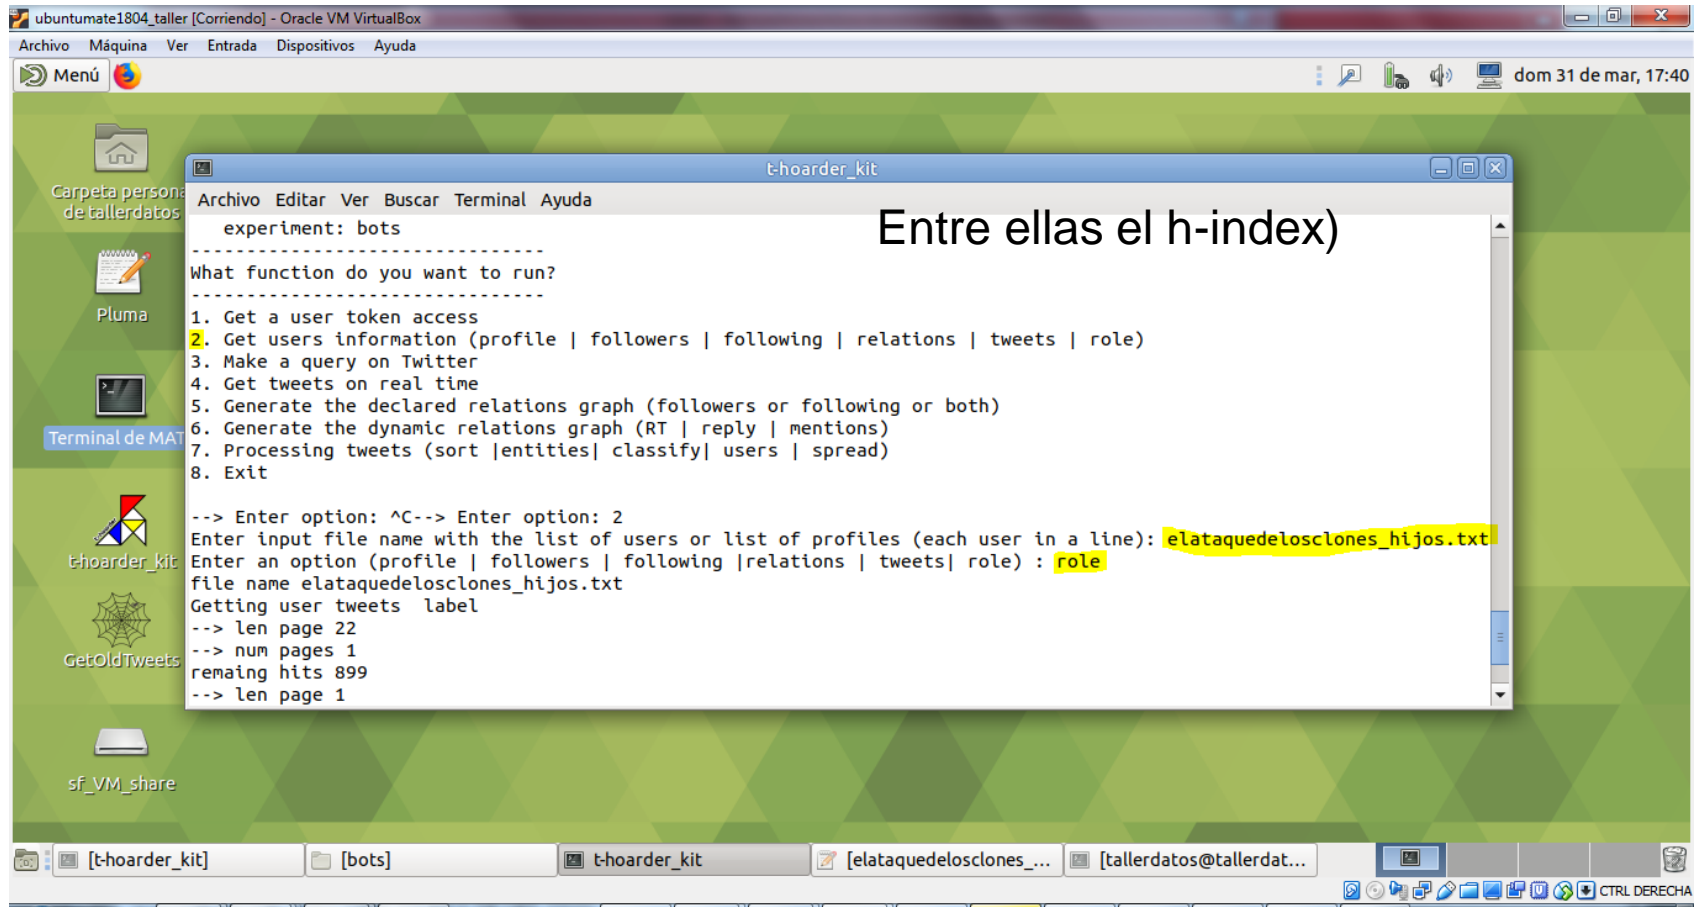 ubuntumate1804_taller [Corriendo] - Oracle VM VirtualBox
Archivo Máquina Ver Entrada Dispositivos Ayuda
Menú
dom 31 de mar, 17:40
Carpeta persona
de tallerdatos
Pluma
Terminal de MAT
t-hoarder_kit
GetOldTweets
sf_VM_share
t-hoarder_kit
Archivo Editar Ver Buscar Terminal Ayuda
Entre ellas el h-index)
experiment: bots
--------------------------------
What function do you want to run?
--------------------------------
1. Get a user token access
2. Get users information (profile | followers | following | relations | tweets | role)
3. Make a query on Twitter
4. Get tweets on real time
5. Generate the declared relations graph (followers or following or both)
6. Generate the dynamic relations graph (RT | reply | mentions)
7. Processing tweets (sort |entities| classify| users | spread)
8. Exit
--> Enter option: ^C--> Enter option: 2
Enter input file name with the list of users or list of profiles (each user in a line): elataquedelosclones_hijos.txt
Enter an option (profile | followers | following |relations | tweets| role) : role
file name elataquedelosclones_hijos.txt
Getting user tweets  label
--> len page 22
--> num pages 1
remaing hits 899
--> len page 1
[t-hoarder_kit]
[bots]
t-hoarder_kit
[elataquedelosclones_...
[tallerdatos@tallerdat...
CTRL DERECHA